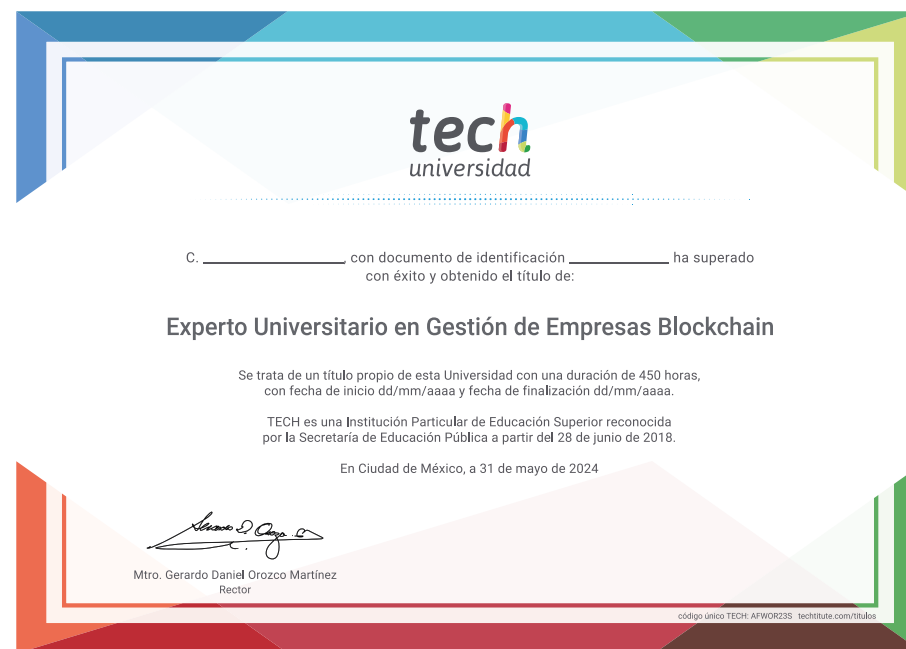 tech
universidad
C. ____________________, con documento de identificación ______________ ha superado
con éxito y obtenido el título de:
Experto Universitario en Gestión de Empresas Blockchain
Se trata de un título propio de esta Universidad con una duración de 450 horas,
con fecha de inicio dd/mm/aaaa y fecha de finalización dd/mm/aaaa.
TECH es una Institución Particular de Educación Superior reconocida
por la Secretaría de Educación Pública a partir del 28 de junio de 2018.
En Ciudad de México, a 31 de mayo de 2024
Mtro. Gerardo Daniel Orozco Martínez
Rector
código único TECH: AFWOR23S techtitute.com/titulos